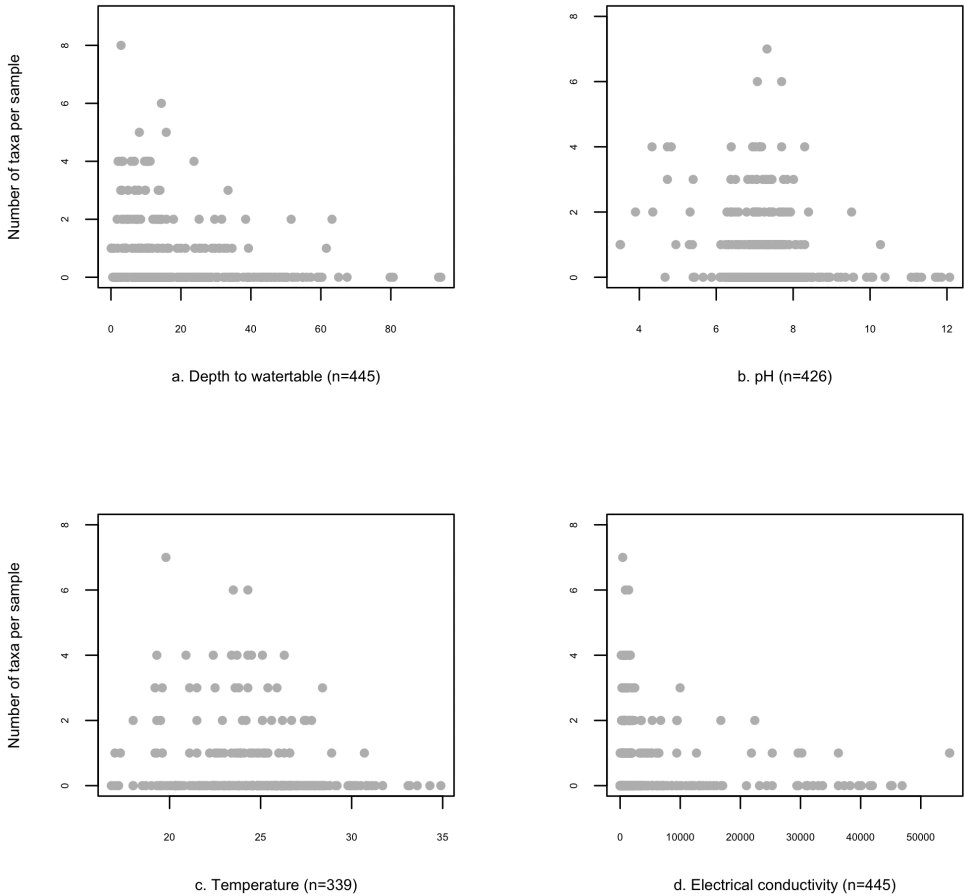 Number of taxa per sample
8
6
4
2
0
0 20 40 60 80
a. Depth to watertable (n=445)
8
6
4
2
0
4 6 8 10 12
b. pH (n=426)
Number of taxa per sample
8
6
4
2
0
20 25 30 35
c. Temperature (n=339)
8
6
4
2
0
0 10000 20000 30000 40000 50000
d. Electrical conductivity (n=445)